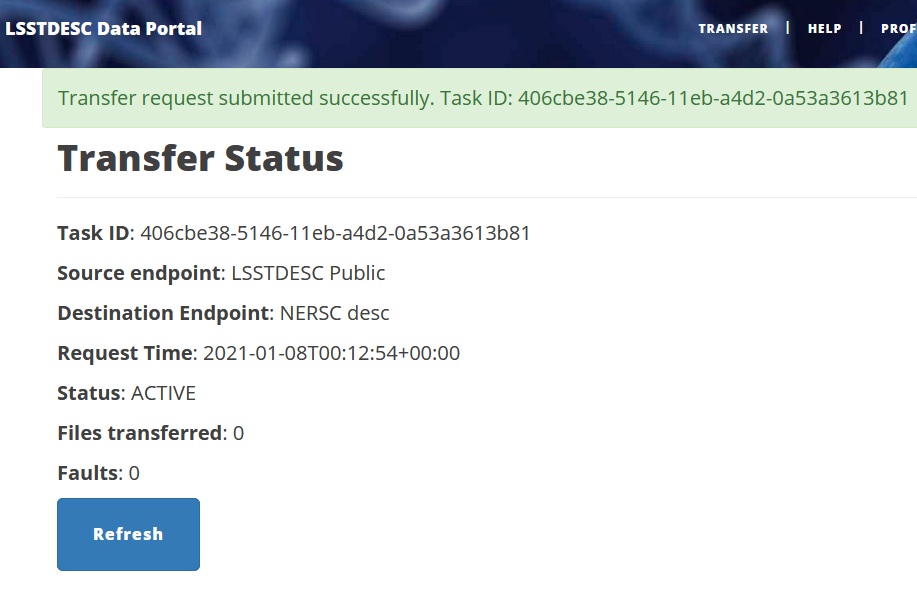 LSSTDESC Data Portal TRANSFER | HELP | PROF
Transfer request submitted successfully. Task ID: 406cbe38-5146-11eb-a4d2-0a53a3613b81
Transfer Status
Task ID: 406cbe38-5146-11eb-a4d2-0a53a3613b81
Source endpoint: LSSTDESC Public
Destination Endpoint: NERSC desc
Request Time: 2021-01-08T00:12:54+00:00
Status: ACTIVE
Files transferred: 0
Faults: 0
Refresh